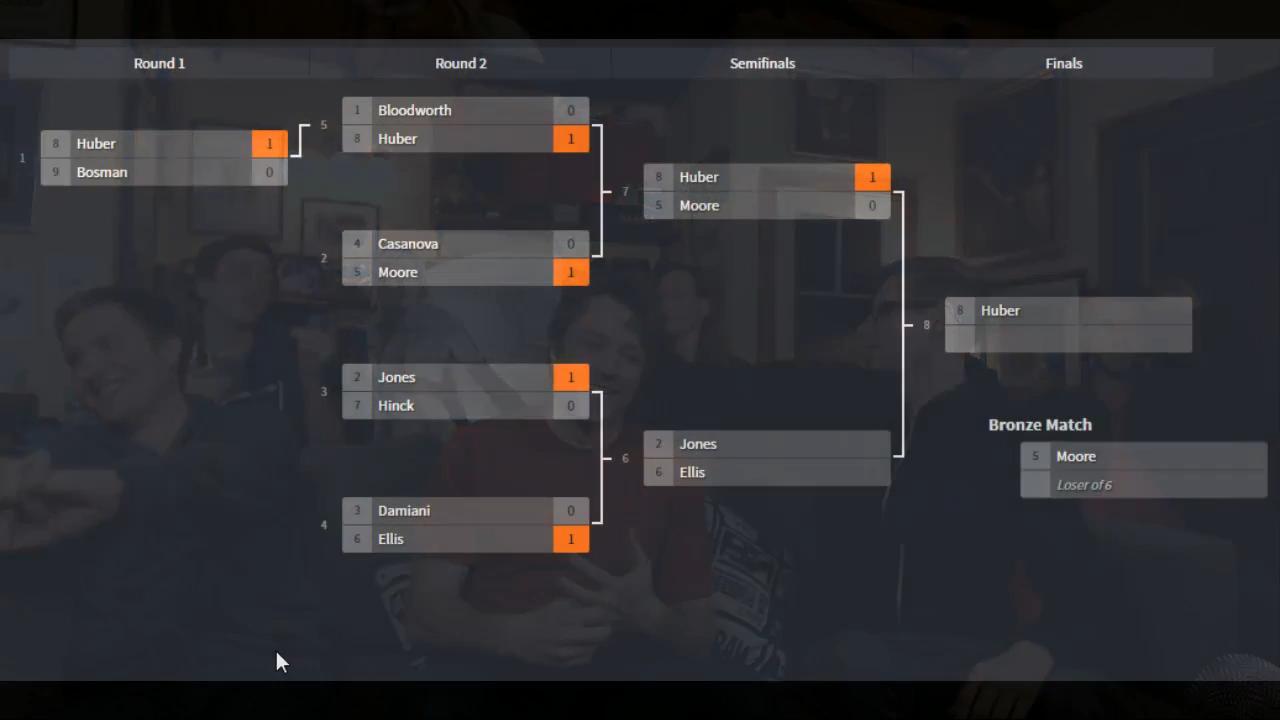 Round 1
Round 2
Semifinals
Finals
1
8 Huber 1
9 Bosman 0
5
1 Bloodworth 0
8 Huber 1
2
4 Casanova 0
5 Moore 1
3
2 Jones 1
7 Hinck 0
4
3 Damiani 0
6 Ellis 1
7
8 Huber 1
5 Moore 0
6
2 Jones
6 Ellis
8
8 Huber
Bronze Match
5 Moore
Loser of 6